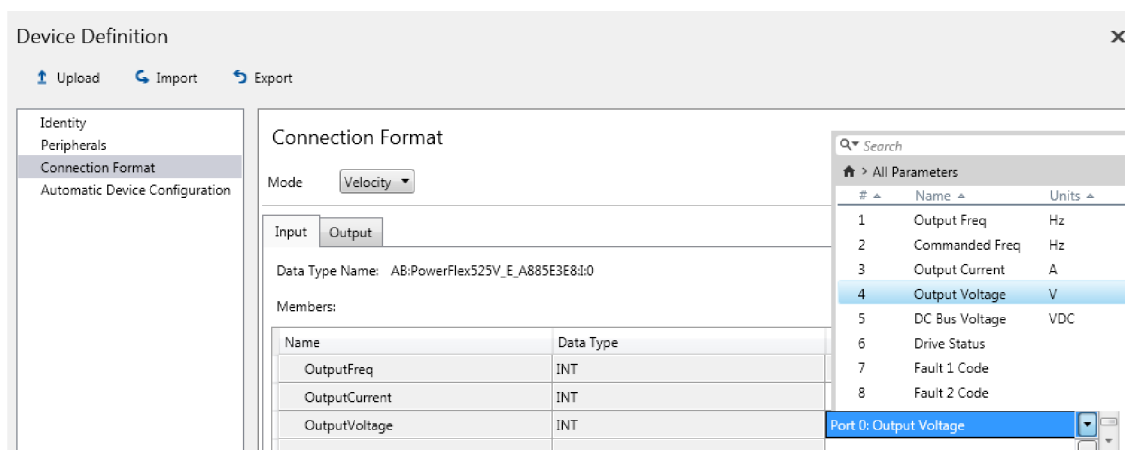 Device Definition
Upload Import Export
Identity
Peripherals
Connection Format
Automatic Device Configuration
Connection Format
Mode Velocity
Input Output
Data Type Name: AB:PowerFlex525V_E_A885E3E8:I:0
Members:
Name Data Type
OutputFreq INT
OutputCurrent INT
OutputVoltage INT
Search
> All Parameters
# Name Units
1 Output Freq Hz
2 Commanded Freq Hz
3 Output Current A
4 Output Voltage V
5 DC Bus Voltage VDC
6 Drive Status
7 Fault 1 Code
8 Fault 2 Code
Port 0: Output Voltage